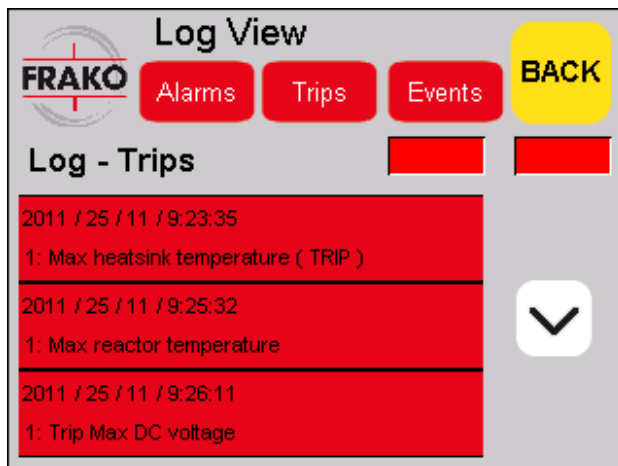 Log View
FRAKO
Alarms
Trips
Events
BACK
Log - Trips
2011 / 25 / 11 / 9:23:35
1: Max heatsink temperature ( TRIP )
2011 / 25 / 11 / 9:25:32
1: Max reactor temperature
2011 / 25 / 11 / 9:26:11
1: Trip Max DC voltage